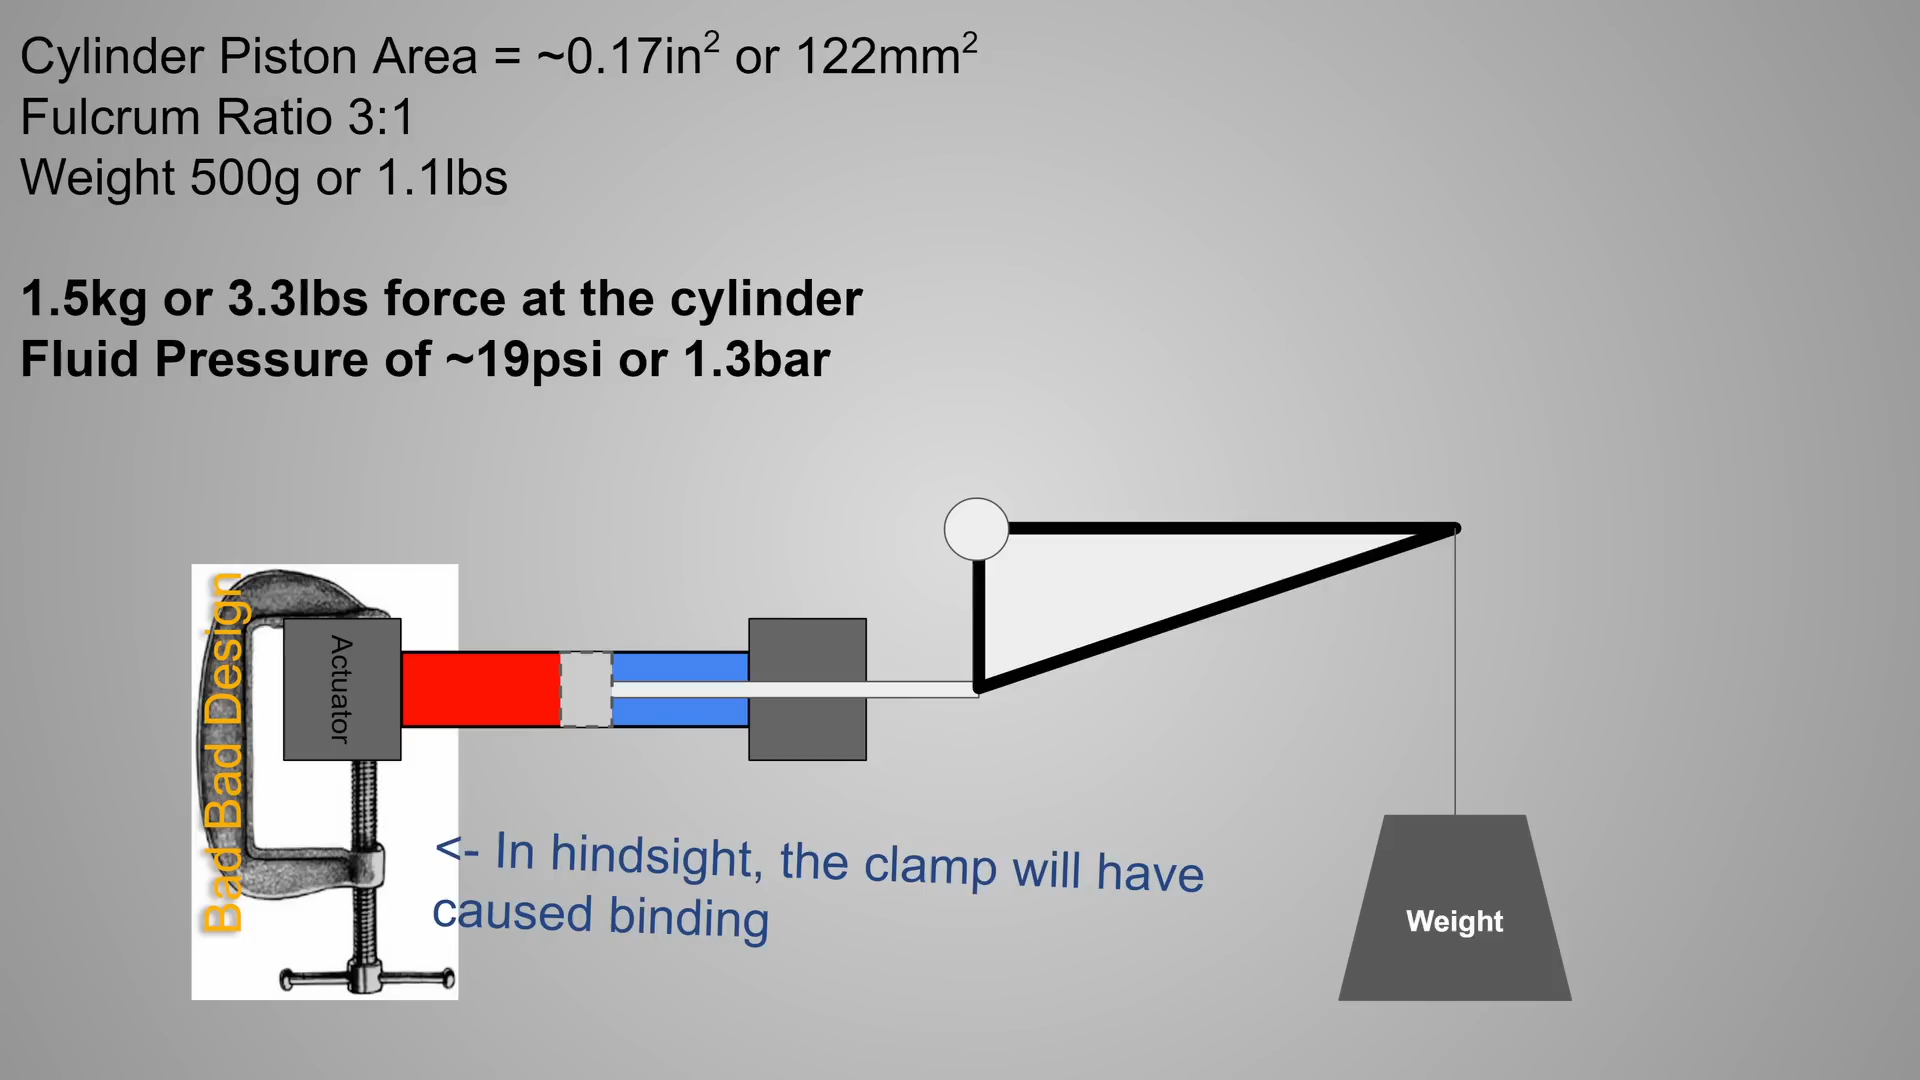 Cylinder Piston Area = ~0.17in² or 122mm²
Fulcrum Ratio 3:1
Weight 500g or 1.1lbs
1.5kg or 3.3lbs force at the cylinder
Fluid Pressure of ~19psi or 1.3bar
Bad Bad Design
Actuator
<- In hindsight, the clamp will have
caused binding
Weight